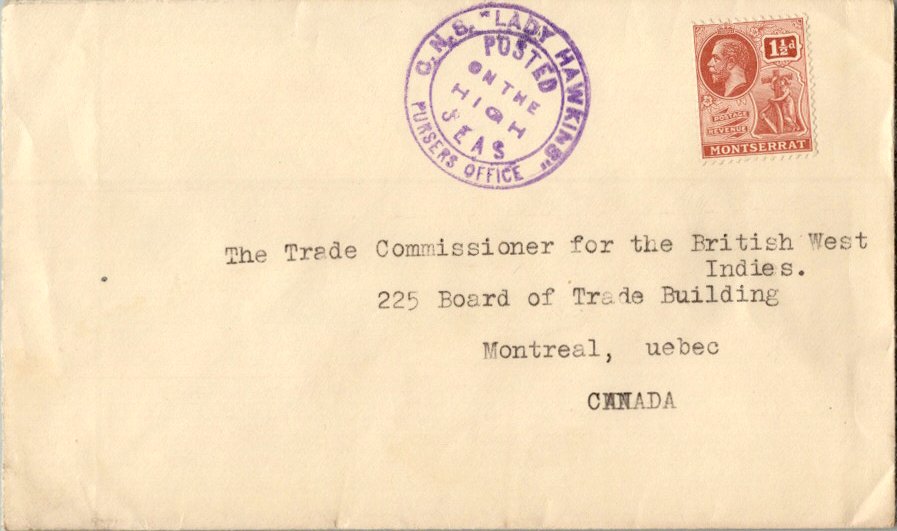 C.N.S. "LADY HAWKINS"
POSTED
ON THE
HIGH
SEAS
PURSERS OFFICE
1½d
POSTAGE
REVENUE
MONTSERRAT
The Trade Commissioner for the British West
Indies.
225 Board of Trade Building
Montreal, uebec
CANADA